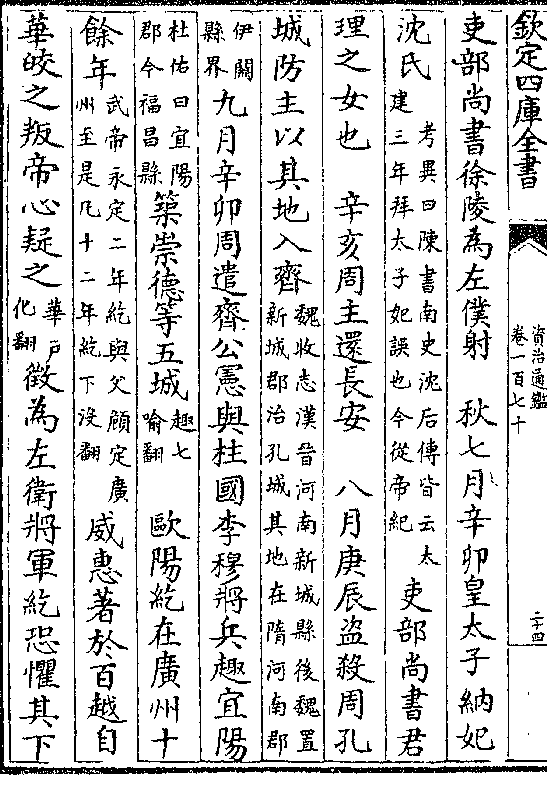 欽定四庫全書
資治通鑑
卷一百七十
二十四
吏部尚書徐陵為左僕射　秋七月辛卯皇太子納妃
沈氏考異曰陳書南史沈后傳皆云太
建三年拜太子妃誤也今從帝紀吏部尚書君
理之女也　辛亥周主還長安　八月庚辰盜殺周孔
城防主以其地入齊魏收志漢晉河南新城縣後魏置
新城郡治孔城其地在隋河南郡
伊闕
縣界九月辛卯周遣齊公憲與柱國李穆將兵趣宜陽
杜佑曰宜陽
郡今福昌縣築崇德等五城趣七
喻翻　歐陽紇在廣州十
餘年武帝永定二年紇與父頠定廣
州至是凡十二年紇下沒翻威惠著於百越自
華皎之叛帝心疑之華戶
化翻徵為左衛將軍紇恐懼其下